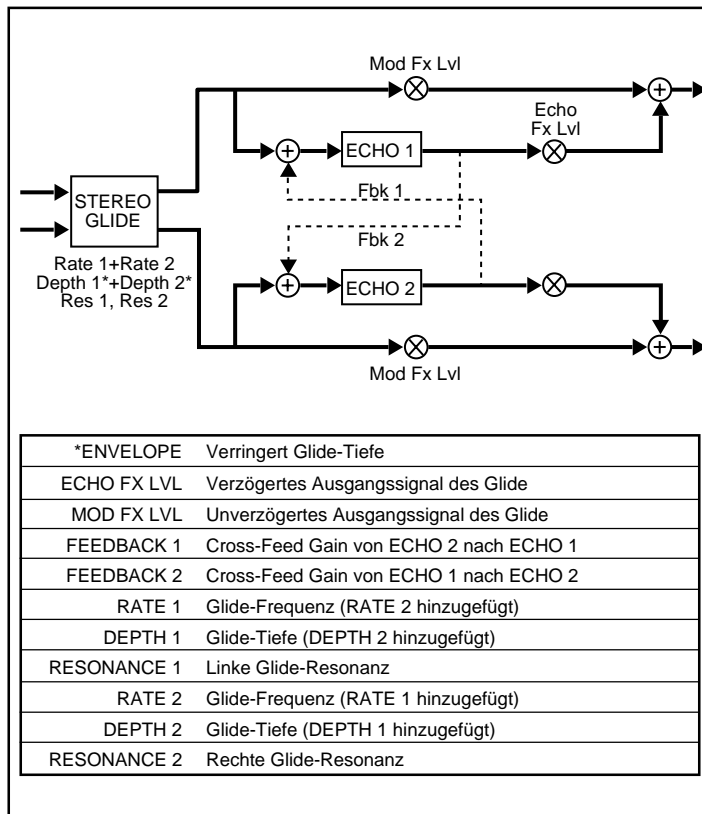 Mod Fx Lvl
Echo
Fx Lvl
ECHO 1
Fbk 1
STEREO
GLIDE
Fbk 2
Rate 1+Rate 2
Depth 1*+Depth 2*
Res 1, Res 2
ECHO 2
Mod Fx Lvl
*ENVELOPE Verringert Glide-Tiefe
ECHO FX LVL Verzögertes Ausgangssignal des Glide
MOD FX LVL Unverzögertes Ausgangssignal des Glide
FEEDBACK 1 Cross-Feed Gain von ECHO 2 nach ECHO 1
FEEDBACK 2 Cross-Feed Gain von ECHO 1 nach ECHO 2
RATE 1 Glide-Frequenz (RATE 2 hinzugefügt)
DEPTH 1 Glide-Tiefe (DEPTH 2 hinzugefügt)
RESONANCE 1 Linke Glide-Resonanz
RATE 2 Glide-Frequenz (RATE 1 hinzugefügt)
DEPTH 2 Glide-Tiefe (DEPTH 1 hinzugefügt)
RESONANCE 2 Rechte Glide-Resonanz